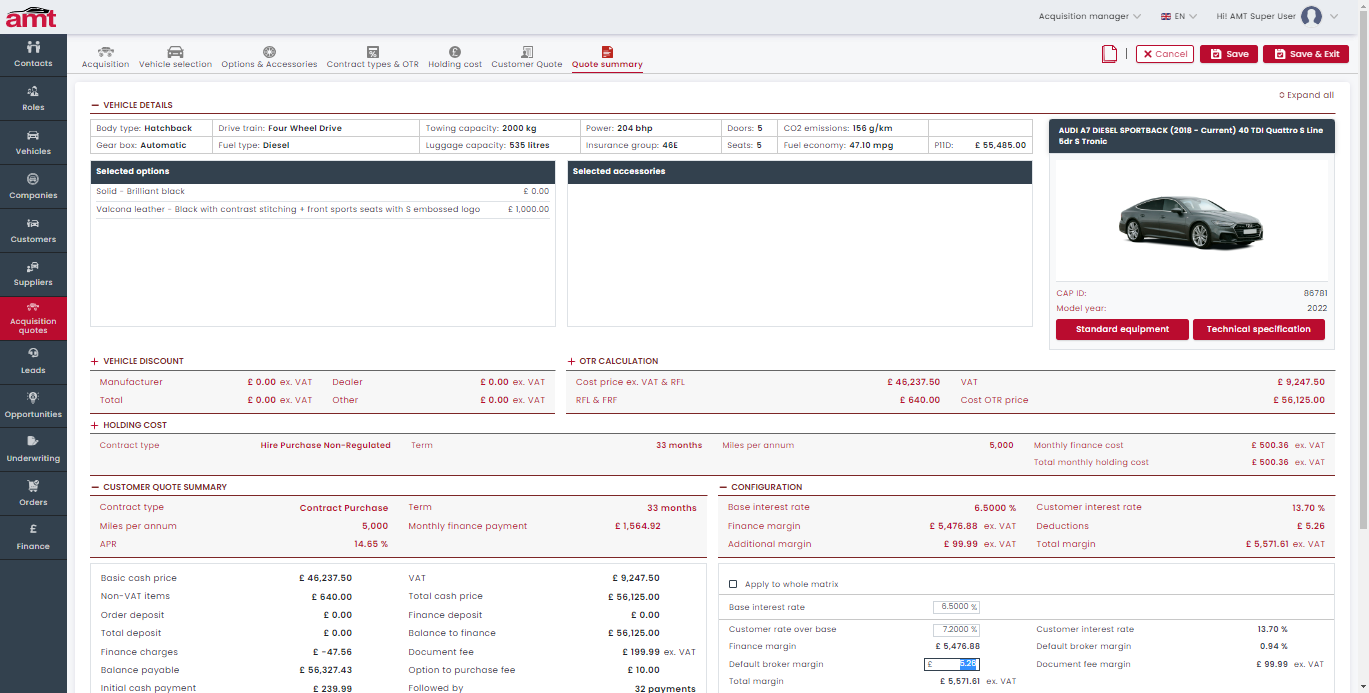 amt
Acquisition manager
EN
Hi! AMT Super User
Contacts
Roles
Vehicles
Companies
Customers
Suppliers
Acquisition
quotes
Leads
Opportunities
Underwriting
Orders
£
Finance
Acquisition
Vehicle selection
Options & Accessories
Contract types & OTR
Holding cost
Customer Quote
Quote summary
Cancel
Save
Save & Exit
Expand all
VEHICLE DETAILS
Body type: Hatchback Drive train: Four Wheel Drive Towing capacity: 2000 kg Power: 204 bhp Doors: 5 CO2 emissions: 156 g/km
Gear box: Automatic Fuel type: Diesel Luggage capacity: 535 litres Insurance group: 46E Seats: 5 Fuel economy: 47.10 mpg P11D: £ 55,485.00
Selected options
Solid - Brilliant black £ 0.00
Valcona leather - Black with contrast stitching + front sports seats with S embossed logo £ 1,000.00
Selected accessories
AUDI A7 DIESEL SPORTBACK (2018 - Current) 40 TDI Quattro S Line
5dr S Tronic
CAP ID: 86781
Model year: 2022
Standard equipment
Technical specification
VEHICLE DISCOUNT
Manufacturer £ 0.00 ex. VAT Dealer £ 0.00 ex. VAT
Total £ 0.00 ex. VAT Other £ 0.00 ex. VAT
OTR CALCULATION
Cost price ex. VAT & RFL £ 46,237.50 VAT £ 9,247.50
RFL & FRF £ 640.00 Cost OTR price £ 56,125.00
HOLDING COST
Contract type Hire Purchase Non-Regulated Term 33 months Miles per annum 5,000 Monthly finance cost £ 500.36 ex. VAT
Total monthly holding cost £ 500.36 ex. VAT
CUSTOMER QUOTE SUMMARY
Contract type Contract Purchase Term 33 months
Miles per annum 5,000 Monthly finance payment £ 1,564.92
APR 14.65 %
Basic cash price £ 46,237.50 VAT £ 9,247.50
Non-VAT items £ 640.00 Total cash price £ 56,125.00
Order deposit £ 0.00 Finance deposit £ 0.00
Total deposit £ 0.00 Balance to finance £ 56,125.00
Finance charges £ -47.56 Document fee £ 199.99 ex. VAT
Balance payable £ 56,327.43 Option to purchase fee £ 10.00
Initial cash payment £ 239.99 Followed by 32 payments
CONFIGURATION
Base interest rate 6.5000 % Customer interest rate 13.70 %
Finance margin £ 5,476.88 ex. VAT Deductions £ 5.26
Additional margin £ 99.99 ex. VAT Total margin £ 5,571.61 ex. VAT
Apply to whole matrix
Base interest rate 6.5000 %
Customer rate over base 7.2000 % Customer interest rate 13.70 %
Finance margin £ 5,476.88 Default broker margin 0.94 %
Default broker margin £ 5.26 Document fee margin £ 99.99 ex. VAT
Total margin £ 5,571.61 ex. VAT